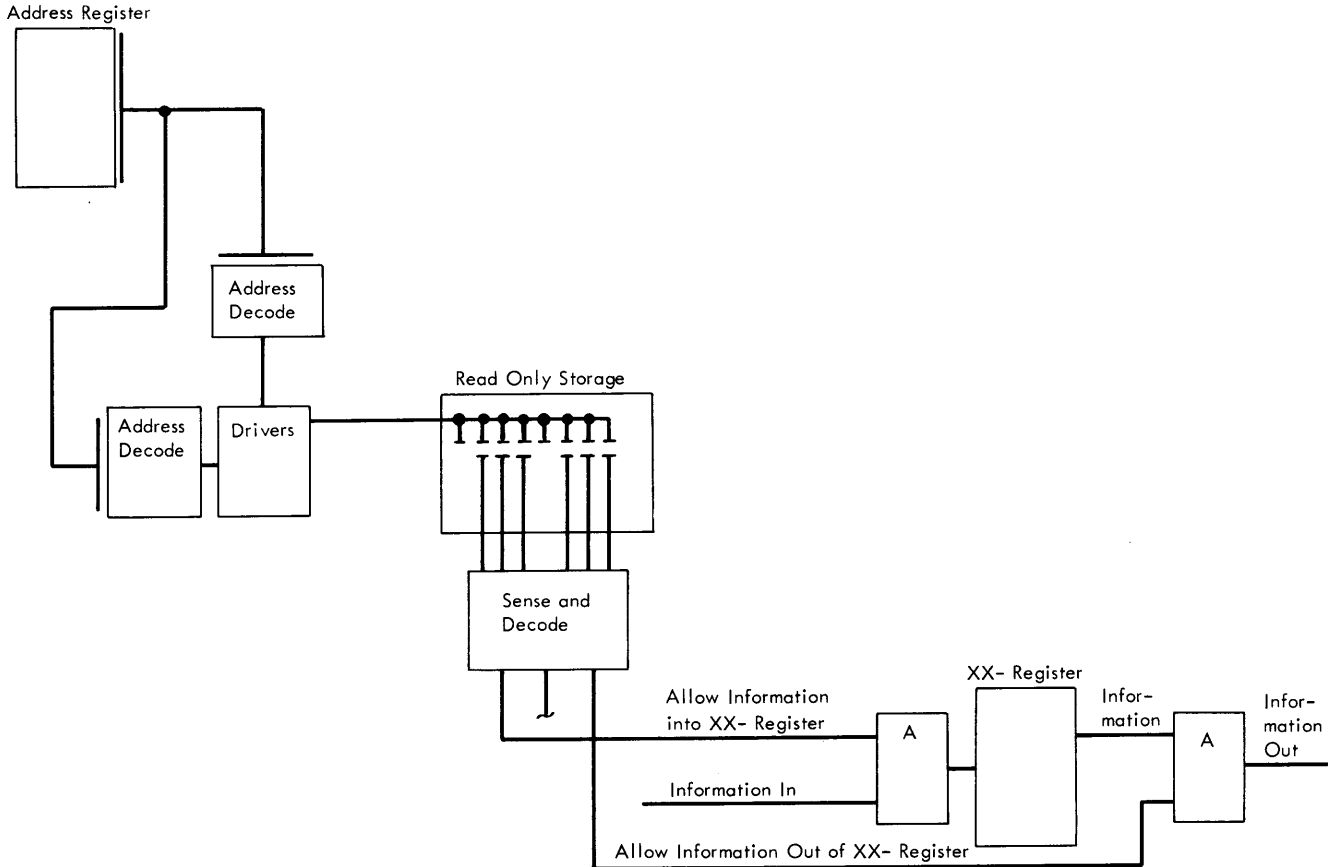 Address Register
Address
Decode
Read Only Storage
Address
Decode
Drivers
Sense and
Decode
XX- Register
Allow Information
into XX- Register
Infor-
mation
Infor-
mation
Out
A
A
Information In
Allow Information Out of XX- Register